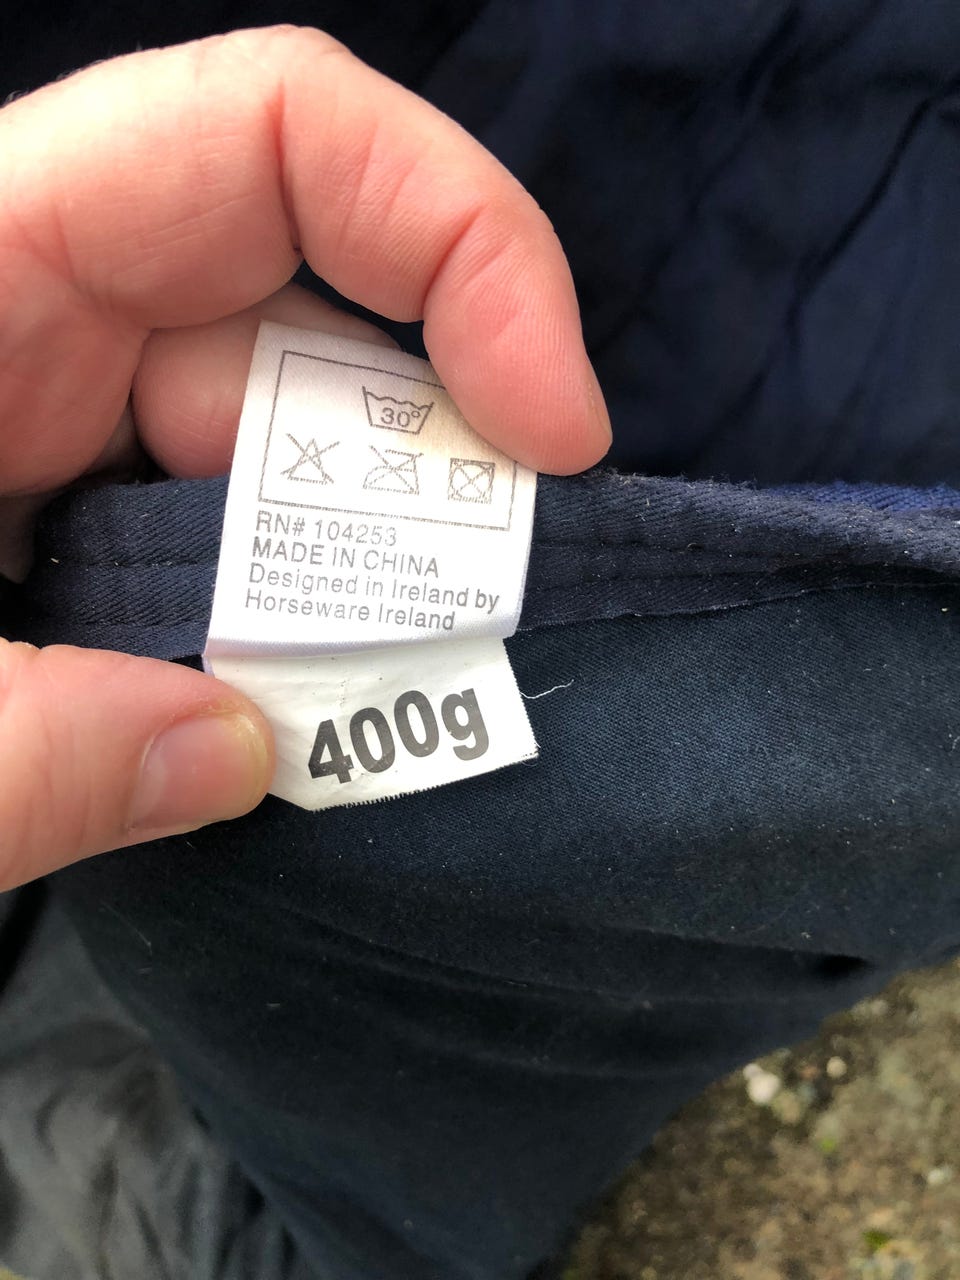 30°
RN# 104253
MADE IN CHINA
Designed in Ireland by
Horseware Ireland
400g